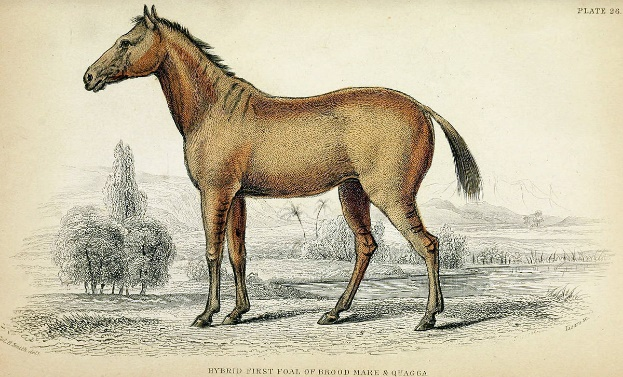 PLATE 26.
HYBRID FIRST FOAL OF BROOD MARE & QUAGGA